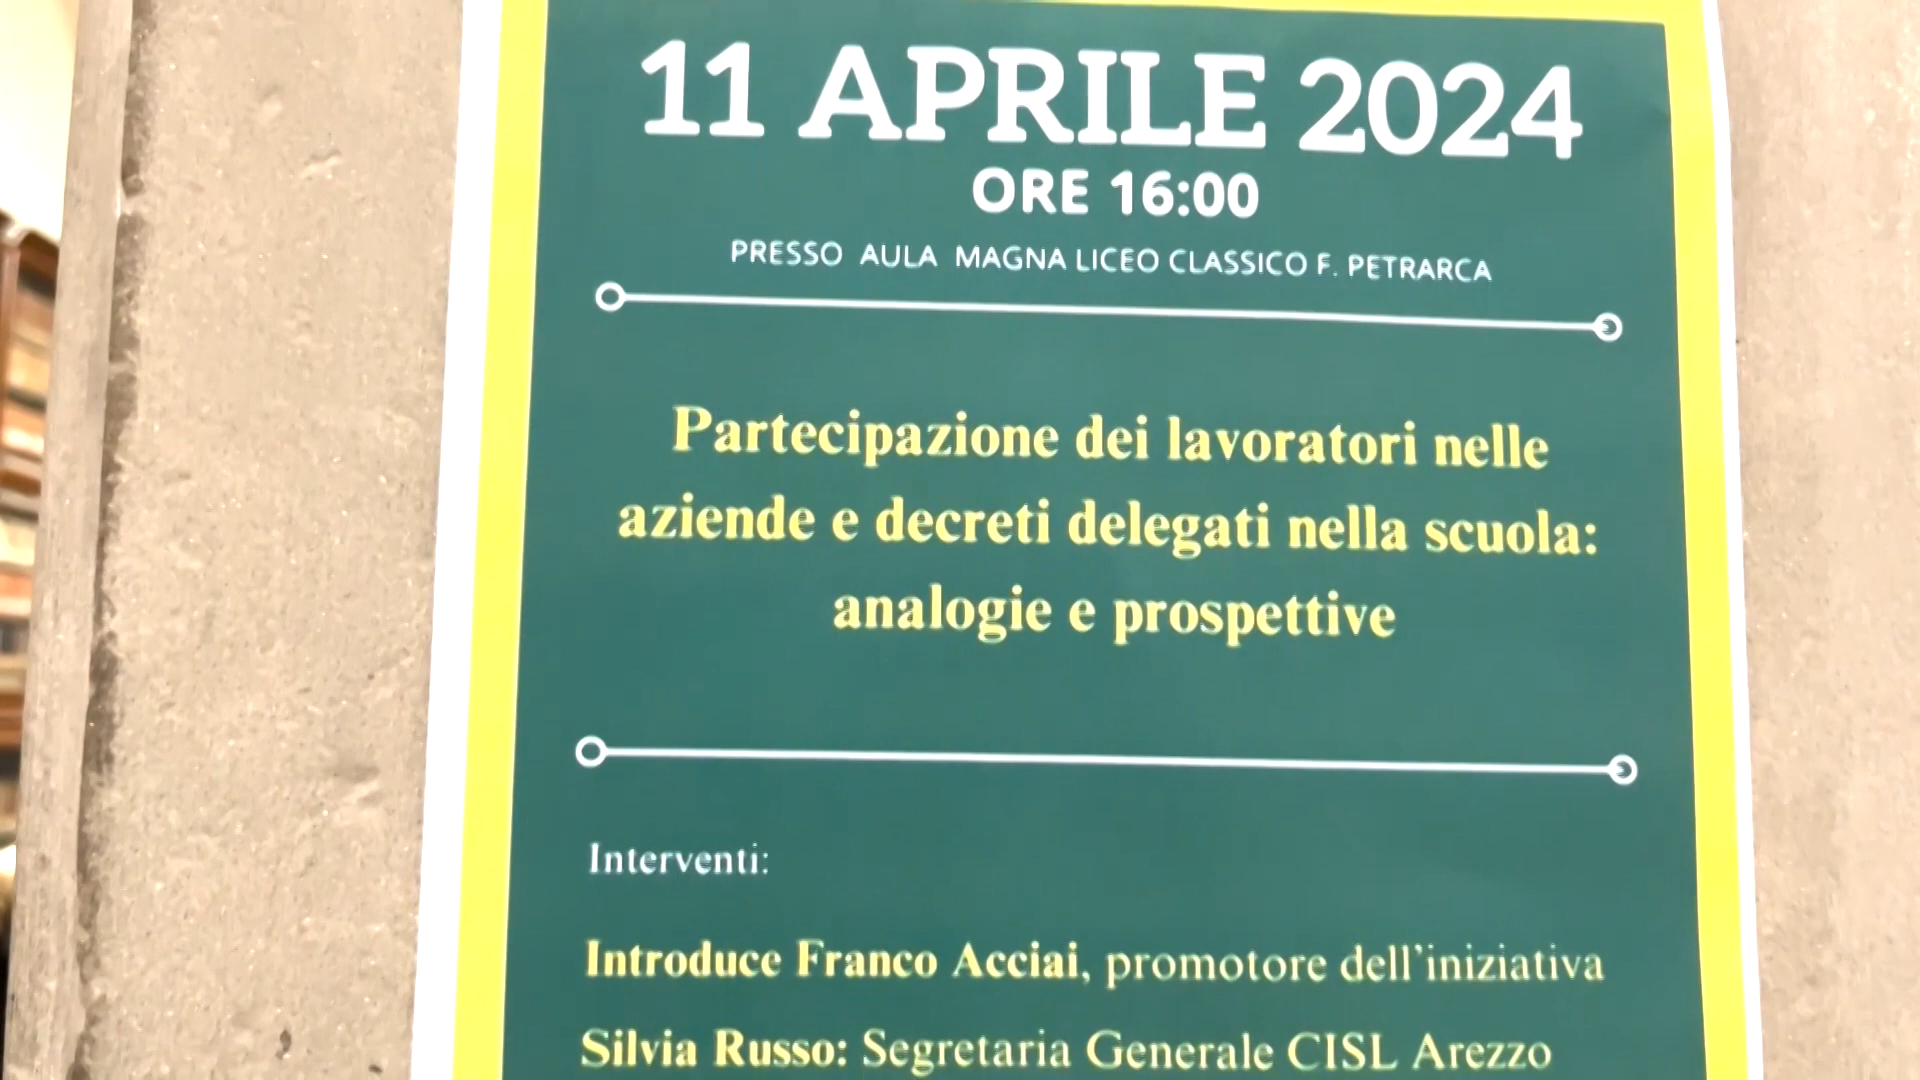 11 APRILE 2024
ORE 16:00
PRESSO AULA MAGNA LICEO CLASSICO F. PETRARCA
Partecipazione dei lavoratori nelle
aziende e decreti delegati nella scuola:
analogie e prospettive
Interventi:
Introduce Franco Acciai, promotore dell'iniziativa
Silvia Russo: Segretaria Generale CISL Arezzo